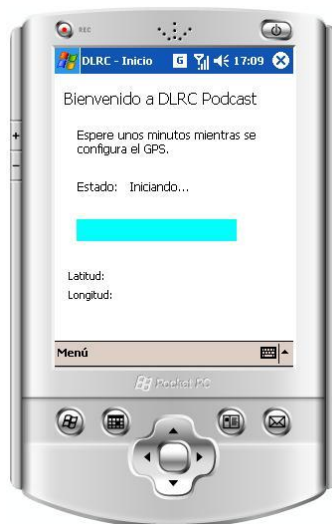 REC
DLRC - Inicio G 17:09
Bienvenido a DLRC Podcast
Espere unos minutos mientras se
configura el GPS.
Estado: Iniciando...
Latitud:
Longitud:
Menú
Pocket PC